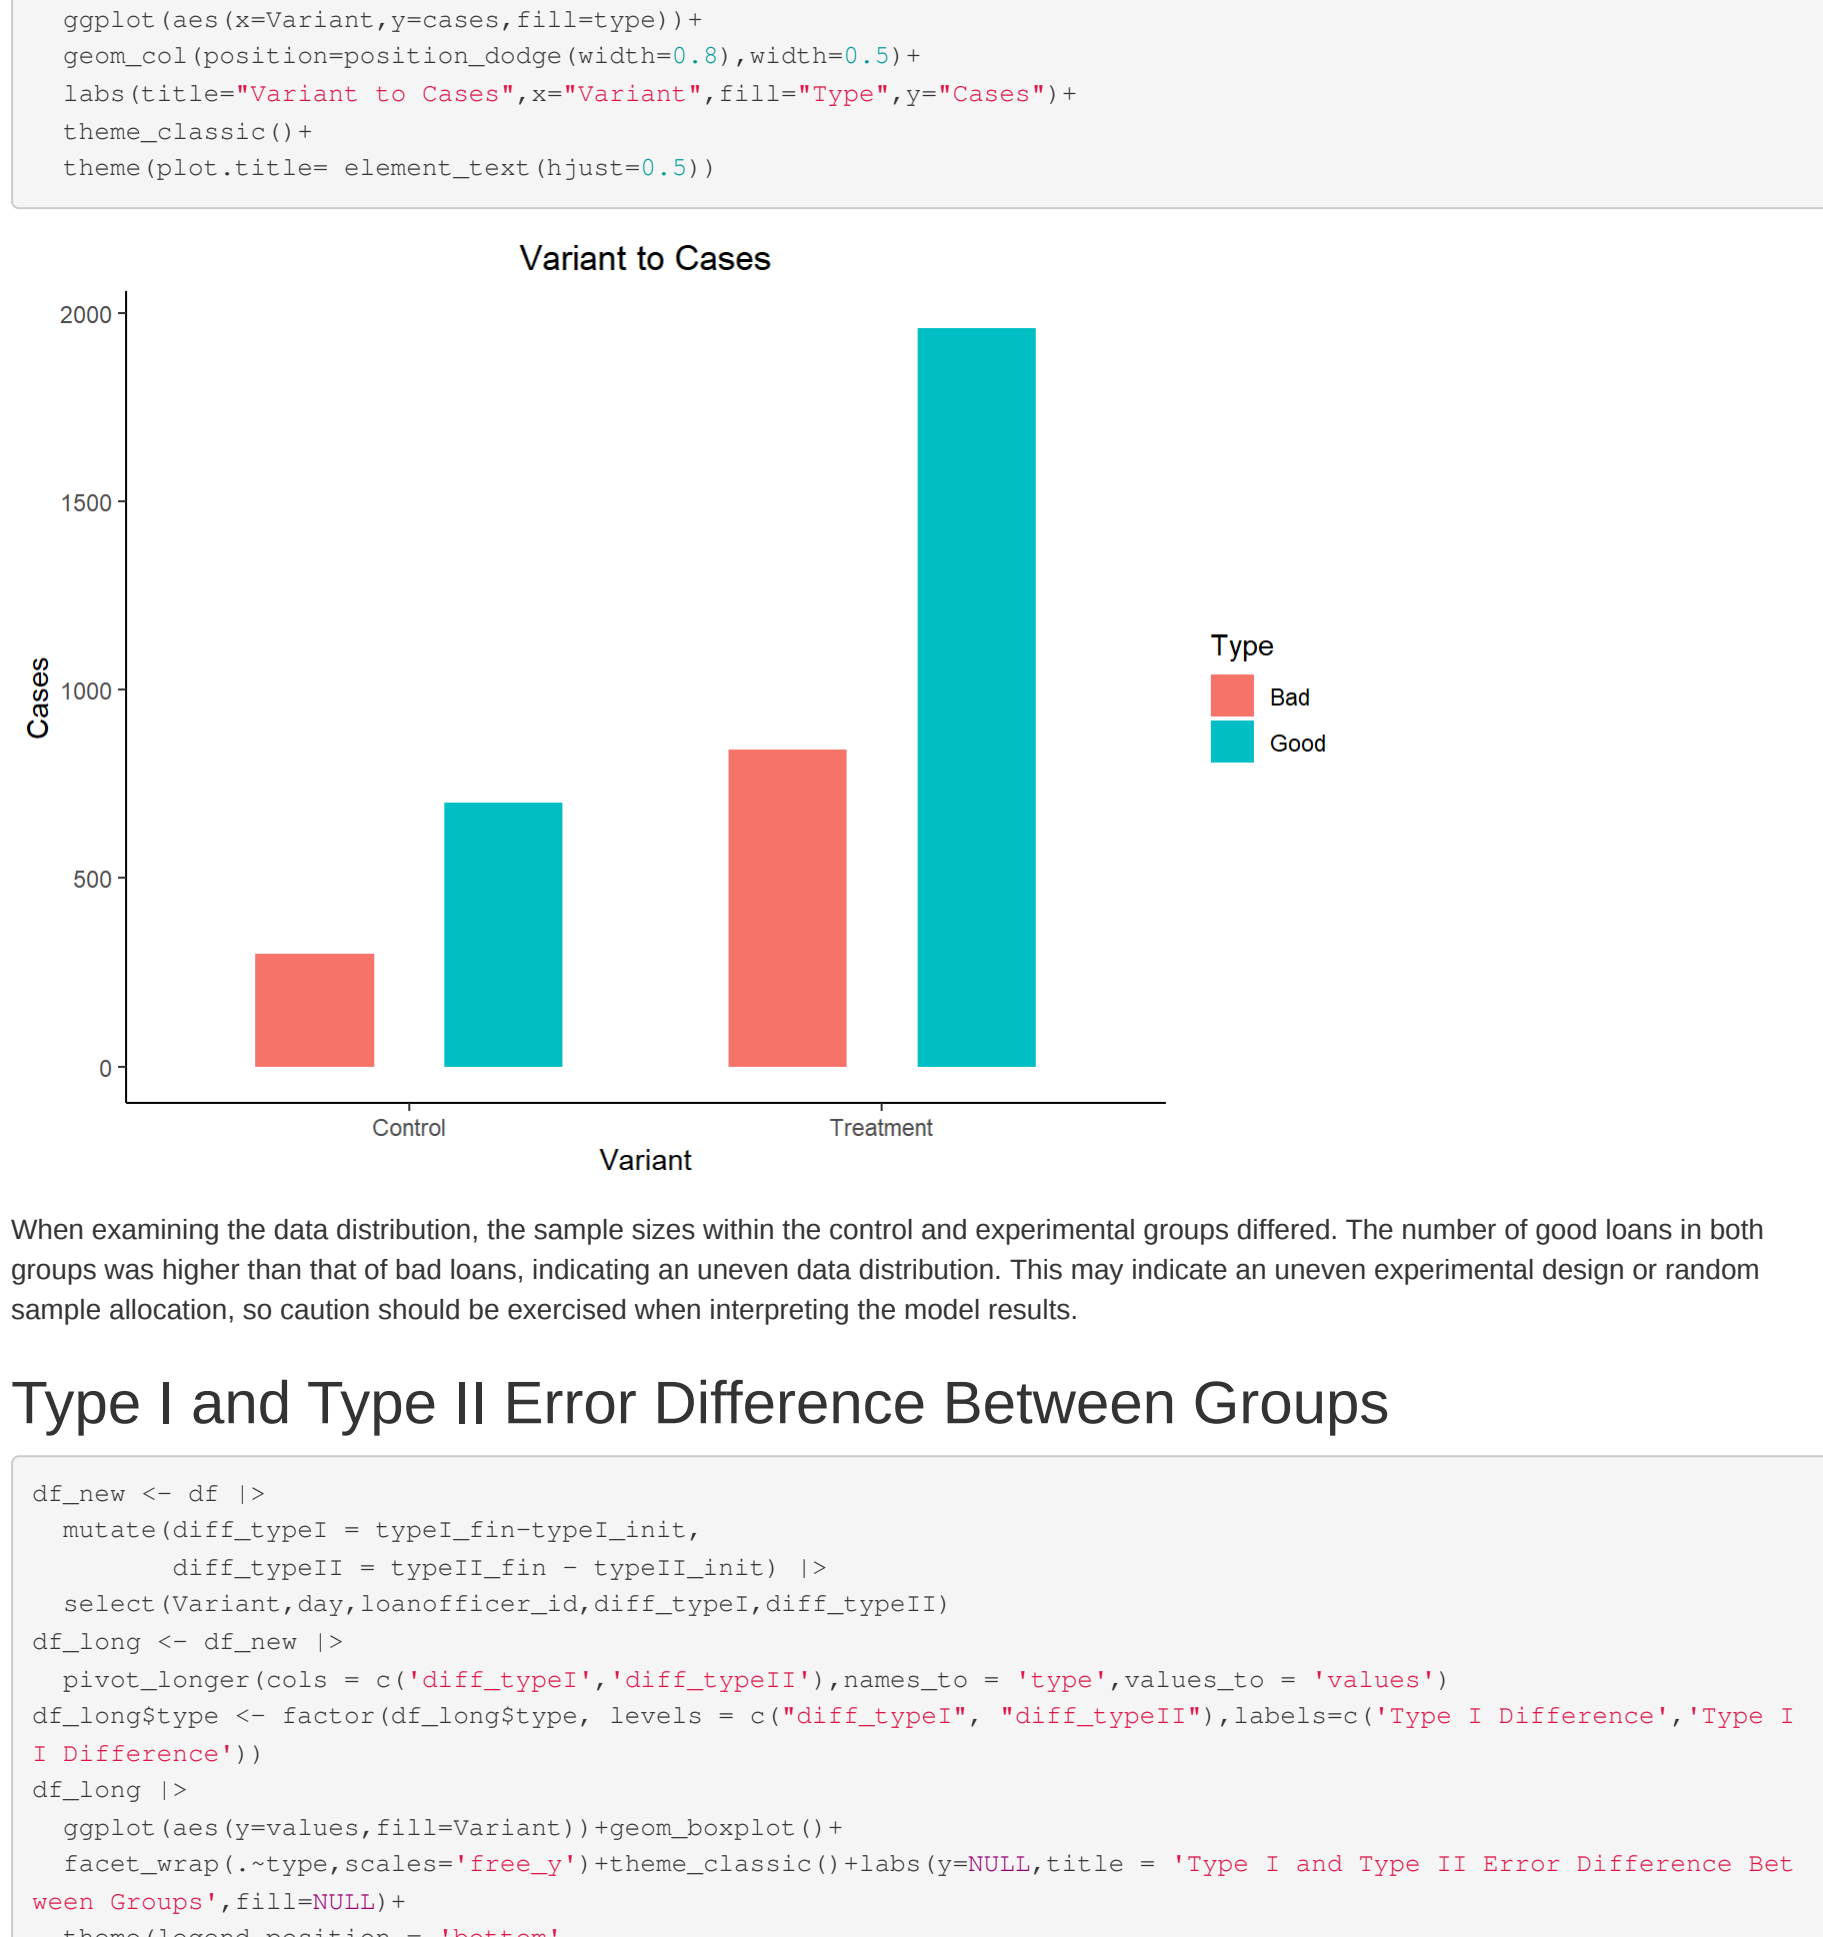 ggplot(aes(x=Variant,y=cases,fill=type))+
geom_col(position=position_dodge(width=0.8),width=0.5)+
labs(title="Variant to Cases",x="Variant",fill="Type",y="Cases")+
theme_classic()+
theme(plot.title= element_text(hjust=0.5))
Variant to Cases
2000
1500
1000
500
0
Cases
Control
Treatment
Variant
Type
Bad
Good
When examining the data distribution, the sample sizes within the control and experimental groups differed. The number of good loans in both
groups was higher than that of bad loans, indicating an uneven data distribution. This may indicate an uneven experimental design or random
sample allocation, so caution should be exercised when interpreting the model results.
Type I and Type II Error Difference Between Groups
df_new <- df |>
mutate(diff_typeI = typeI_fin-typeI_init,
diff_typeII = typeII_fin - typeII_init) |>
select(Variant,day,loanofficer_id,diff_typeI,diff_typeII)
df_long <- df_new |>
pivot_longer(cols = c('diff_typeI','diff_typeII'),names_to = 'type',values_to = 'values')
df_long$type <- factor(df_long$type, levels = c("diff_typeI", "diff_typeII"),labels=c('Type I Difference','Type I
I Difference'))
df_long |>
ggplot(aes(y=values,fill=Variant))+geom_boxplot()+
facet_wrap(.~type,scales='free_y')+theme_classic()+labs(y=NULL,title = 'Type I and Type II Error Difference Bet
ween Groups',fill=NULL)+
theme(legend.position = 'bottom',